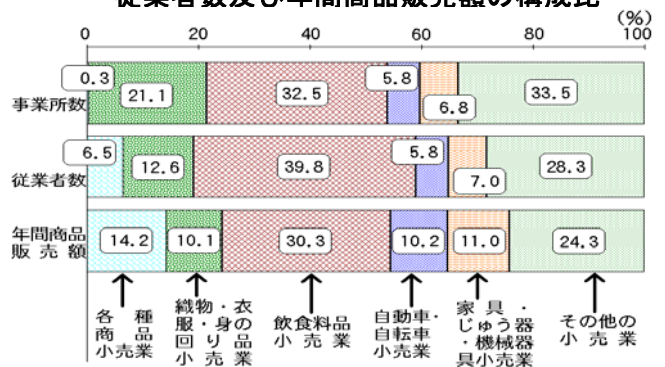 従業者数及び年間商品販売額の構成比
(%)
0 20 40 60 80 100
事業所数
0.3 21.1 32.5 5.8 6.8 33.5
従業者数
6.5 12.6 39.8 5.8 7.0 28.3
年間商品
販売額
14.2 10.1 30.3 10.2 11.0 24.3
各種
商品
小売業
織物・衣
服・身の
回り品
小売業
飲食料品
小売業
自動車・
自転車
小売業
家具・
じゅう器
・機械器
具小売業
その他の
小売業